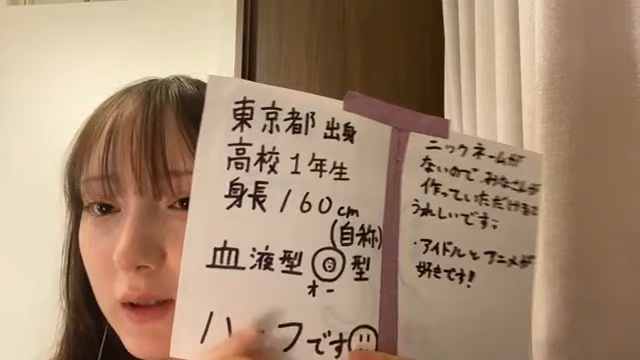 東京都 出身
高校1年生
身長160cm
(自称)
血液型 O 型
オー
ハーフです
ニックネームが
ないので、みなさんが
作っていただけると
うれしいです
・アイドルとアニメが
好きです!